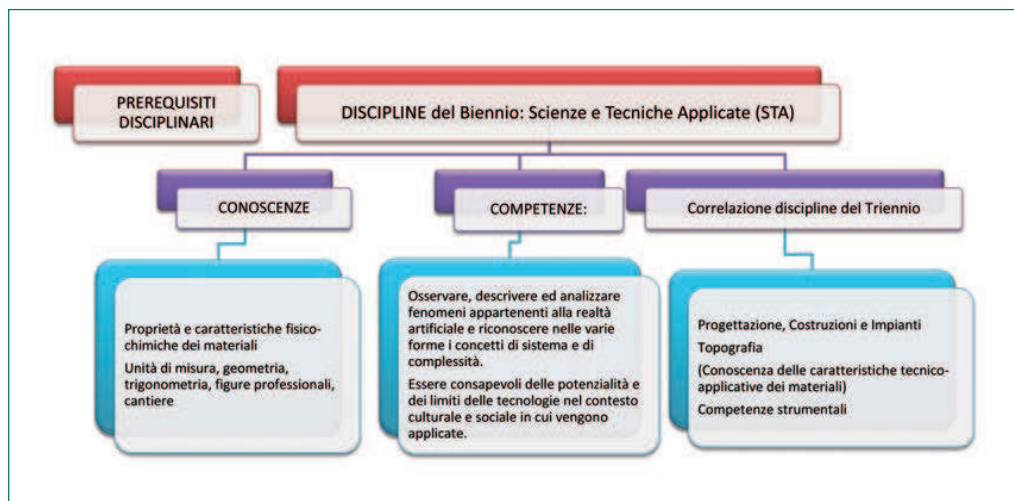 PREREQUISITI
DISCIPLINARI
DISCIPLINE del Biennio: Scienze e Tecniche Applicate (STA)
CONOSCENZE
COMPETENZE:
Correlazione discipline del Triennio
Proprietà e caratteristiche fisico-
chimiche dei materiali
Unità di misura, geometria,
trigonometria, figure professionali,
cantiere
Osservare, descrivere ed analizzare
fenomeni appartenenti alla realtà
artificiale e riconoscere nelle varie
forme i concetti di sistema e di
complessità.
Essere consapevoli delle potenzialità e
dei limiti delle tecnologie nel contesto
culturale e sociale in cui vengono
applicate.
Progettazione, Costruzioni e Impianti
Topografia
(Conoscenza delle caratteristiche tecnico-
applicative dei materiali)
Competenze strumentali